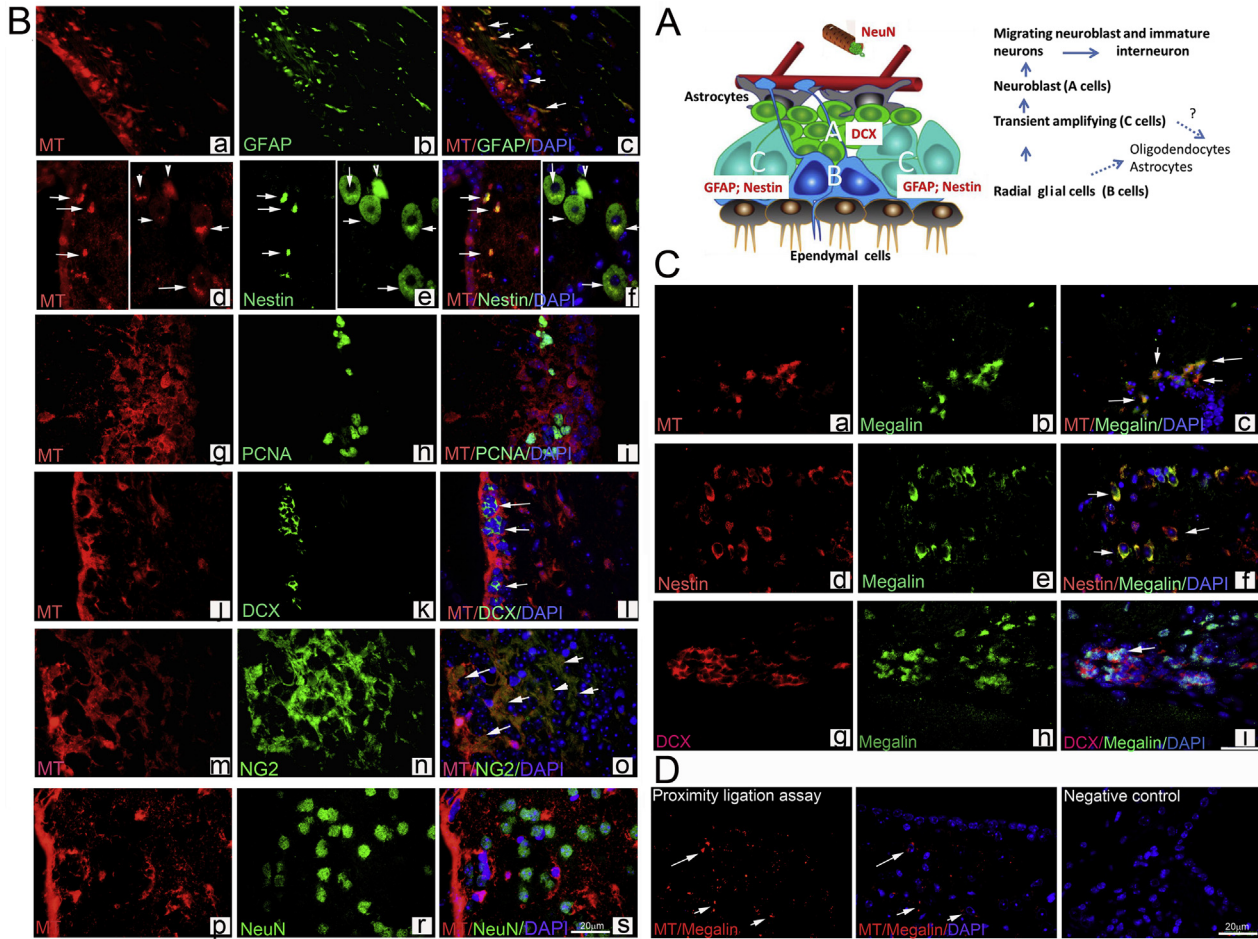 B
MT
a
GFAP
b
MT/GFAP/DAPI
c
MT
d
Nestin
e
MT/Nestin/DAPI
f
MT
g
PCNA
h
MT/PCNA/DAPI
i
MT
j
DCX
k
MT/DCX/DAPI
l
MT
m
NG2
n
MT/NG2/DAPI
o
MT
p
NeuN
r
MT/NeuN/DAPI
20µm
s
A
NeuN
Astrocytes
A
DCX
C
B
C
GFAP; Nestin
GFAP; Nestin
Ependymal cells
Migrating neuroblast and immature
neurons
interneuron
Neuroblast (A cells)
Transient amplifying (C cells)
?
Oligodendocytes
Astrocytes
Radial glial cells (B cells)
C
MT
a
Megalin
b
MT/Megalin/DAPI
c
Nestin
d
Megalin
e
Nestin/Megalin/DAPI
f
DCX
g
Megalin
h
DCX/Megalin/DAPI
i
D
Proximity ligation assay
MT/Megalin
MT/Megalin/DAPI
Negative control
20µm